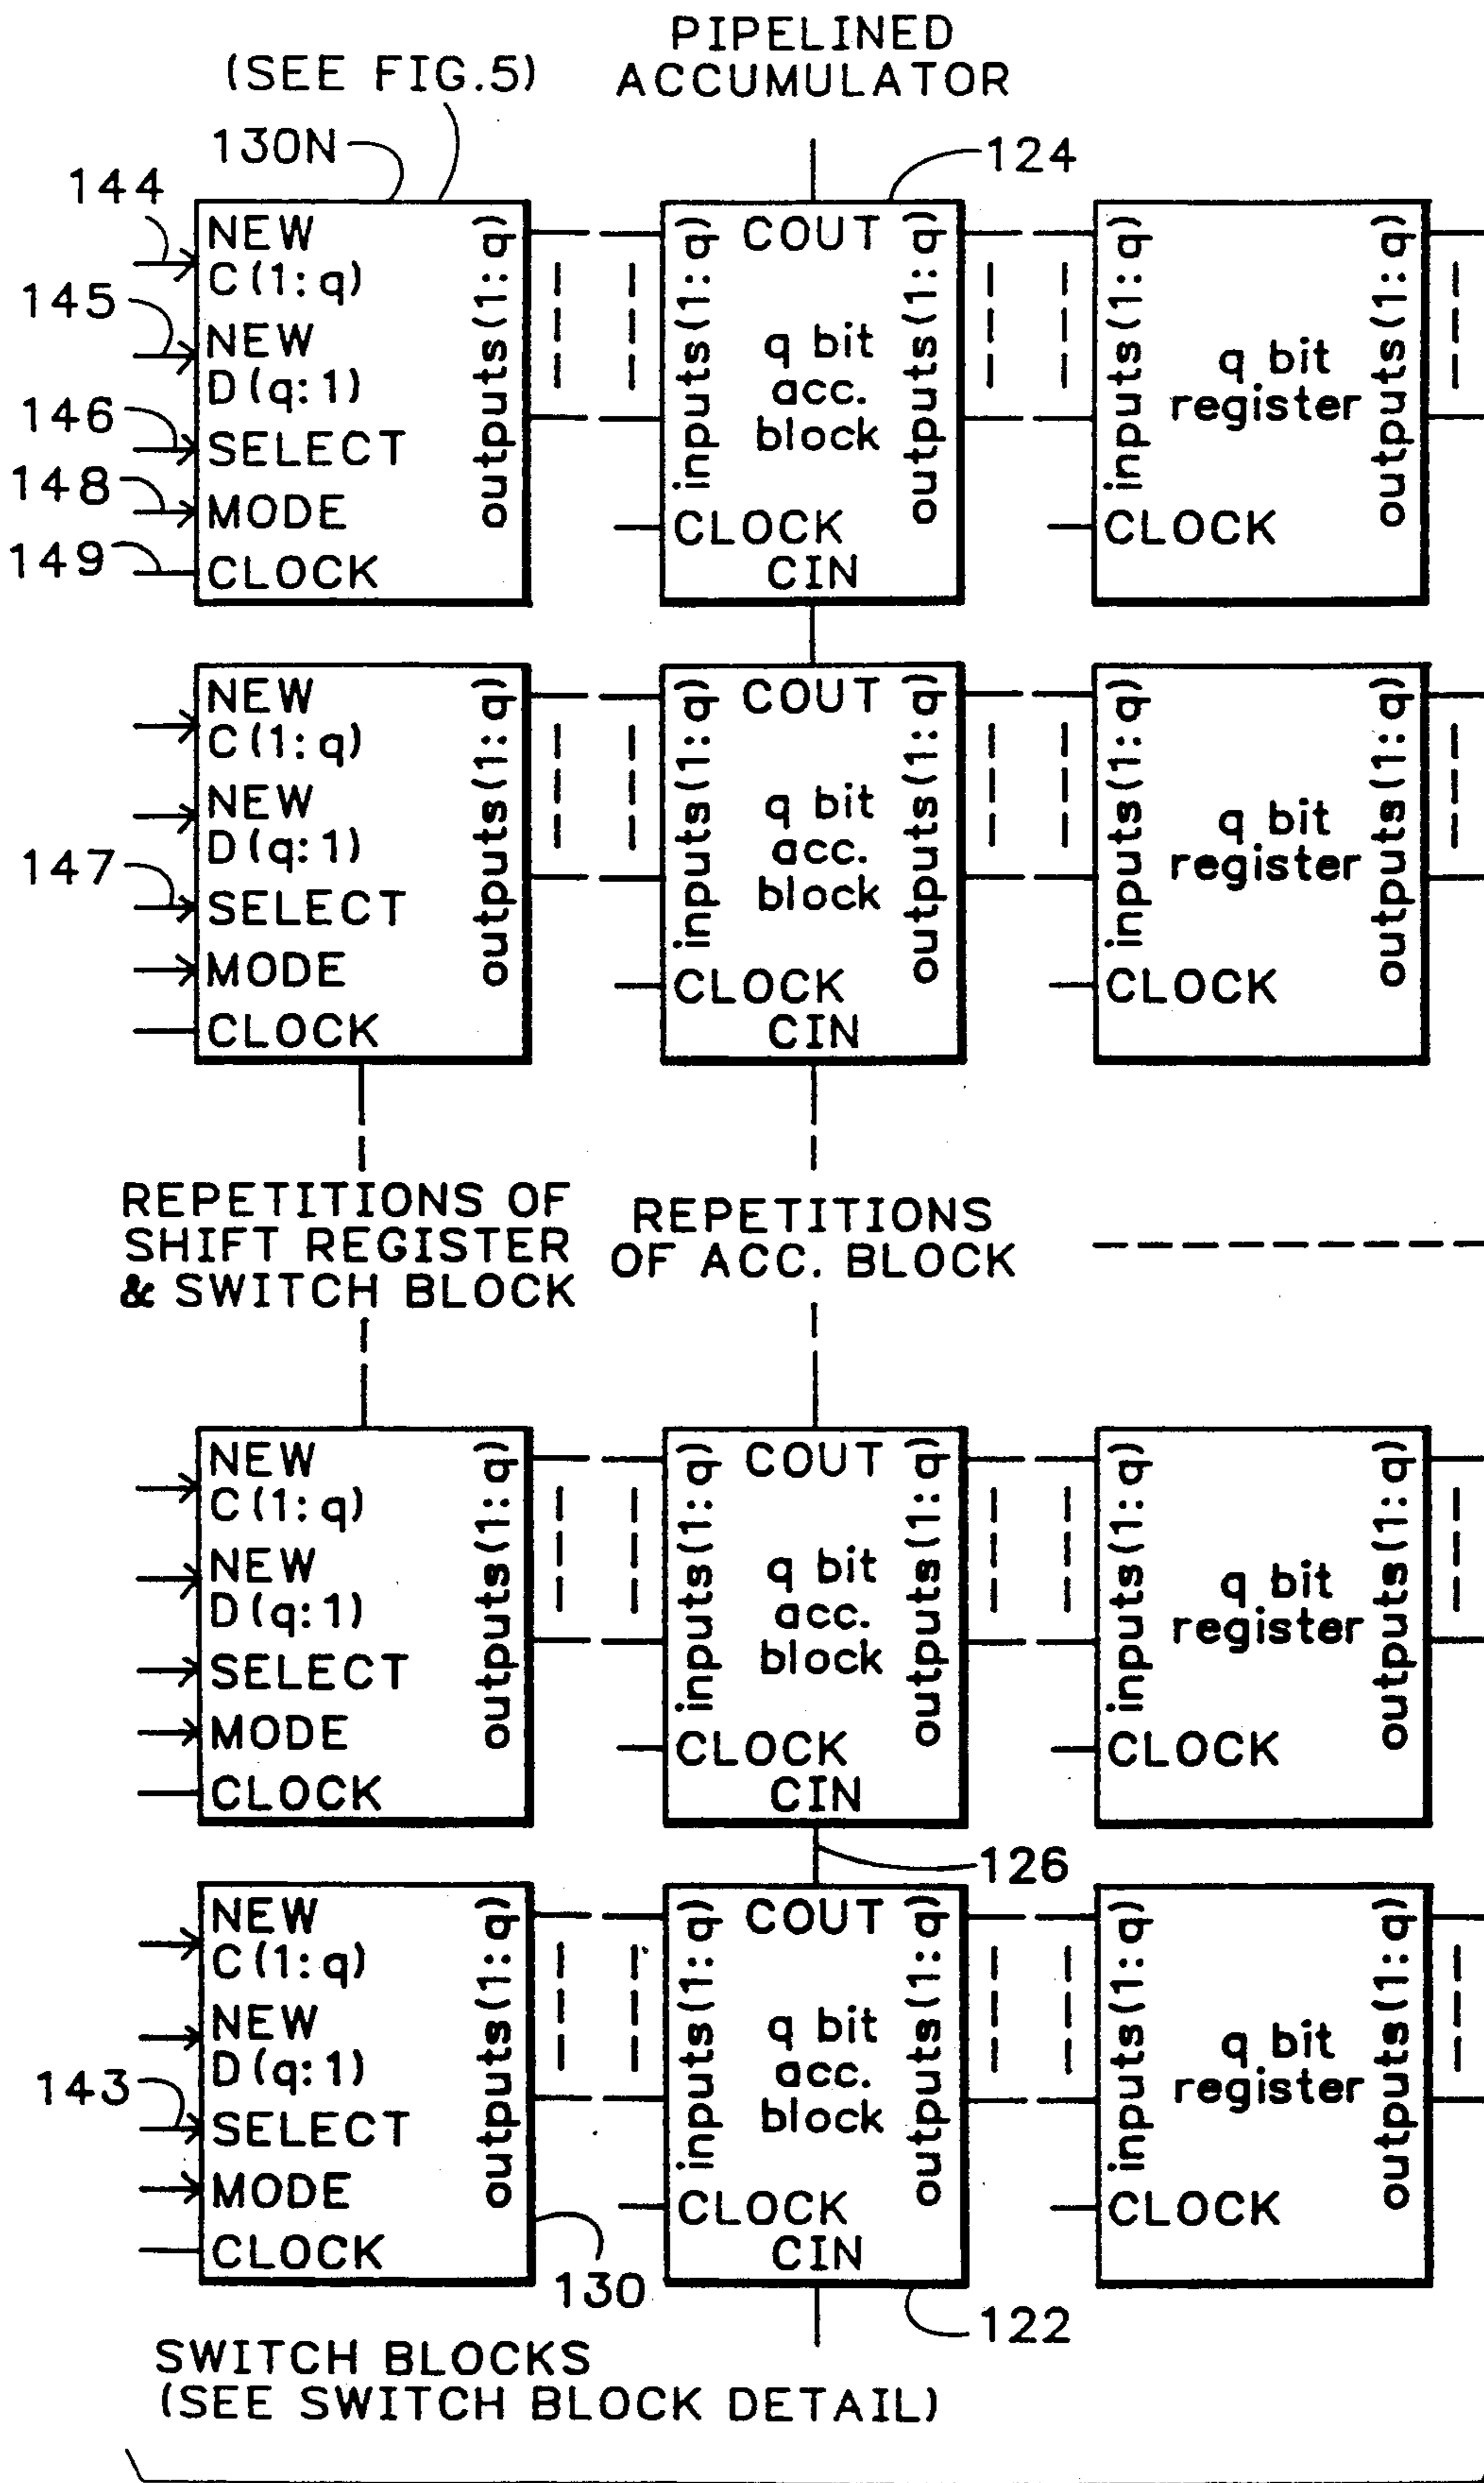 PIPELINED
ACCUMULATOR
(SEE FIG.5)
130N
124
144
145
146
148
149
NEW
C(1:q)
NEW
D(q:1)
SELECT
MODE
CLOCK
outputs(1:q)
inputs(1:q)
COUT
q bit
acc.
block
CLOCK
CIN
outputs(1:q)
inputs(1:q)
q bit
register
CLOCK
outputs(1:q)
147
NEW
C(1:q)
NEW
D(q:1)
SELECT
MODE
CLOCK
outputs(1:q)
inputs(1:q)
COUT
q bit
acc.
block
CLOCK
CIN
outputs(1:q)
inputs(1:q)
q bit
register
CLOCK
outputs(1:q)
REPETITIONS OF
SHIFT REGISTER
& SWITCH BLOCK
REPETITIONS
OF ACC. BLOCK
NEW
C(1:q)
NEW
D(q:1)
SELECT
MODE
CLOCK
outputs(1:q)
inputs(1:q)
COUT
q bit
acc.
block
CLOCK
CIN
outputs(1:q)
inputs(1:q)
q bit
register
CLOCK
outputs(1:q)
126
143
NEW
C(1:q)
NEW
D(q:1)
SELECT
MODE
CLOCK
outputs(1:q)
inputs(1:q)
COUT
q bit
acc.
block
CLOCK
CIN
outputs(1:q)
inputs(1:q)
q bit
register
CLOCK
outputs(1:q)
130
122
SWITCH BLOCKS
(SEE SWITCH BLOCK DETAIL)